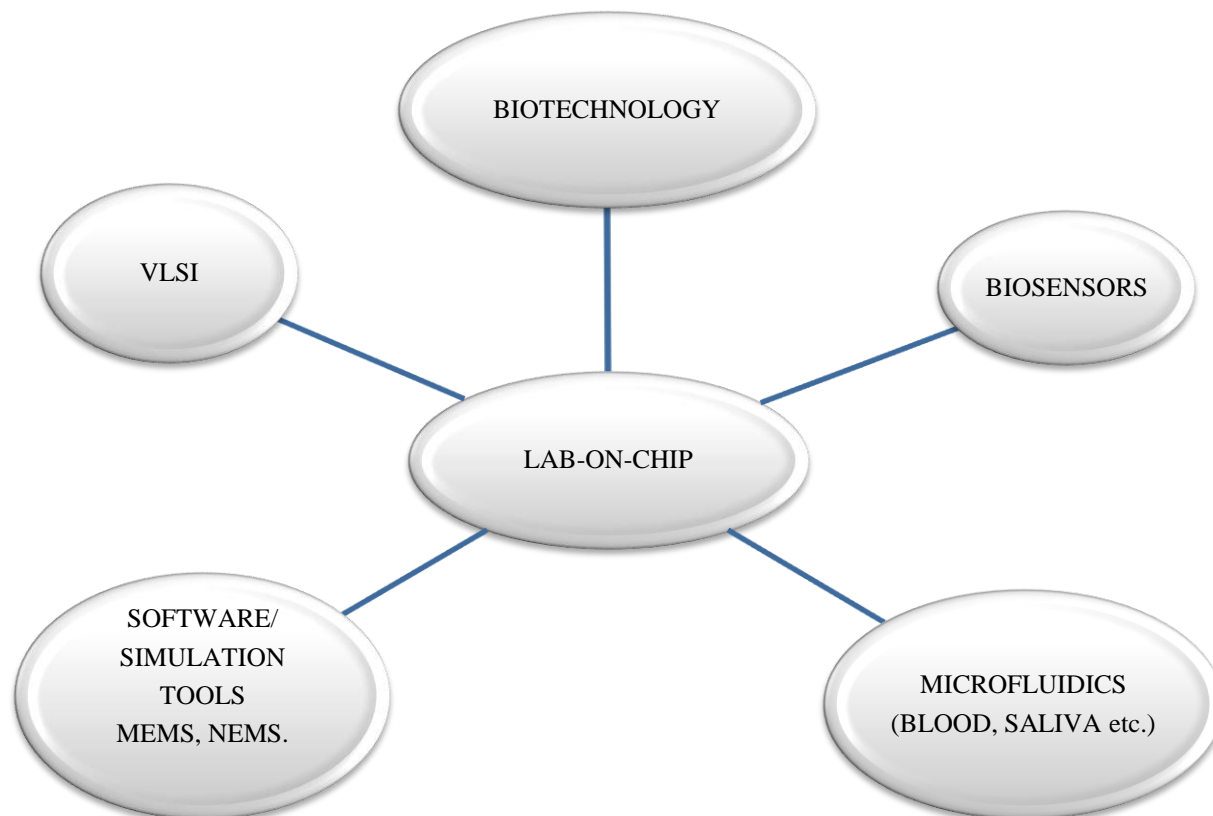 BIOTECHNOLOGY
VLSI
BIOSENSORS
LAB-ON-CHIP
SOFTWARE/
SIMULATION
TOOLS
MEMS, NEMS.
MICROFLUIDICS
(BLOOD, SALIVA etc.)